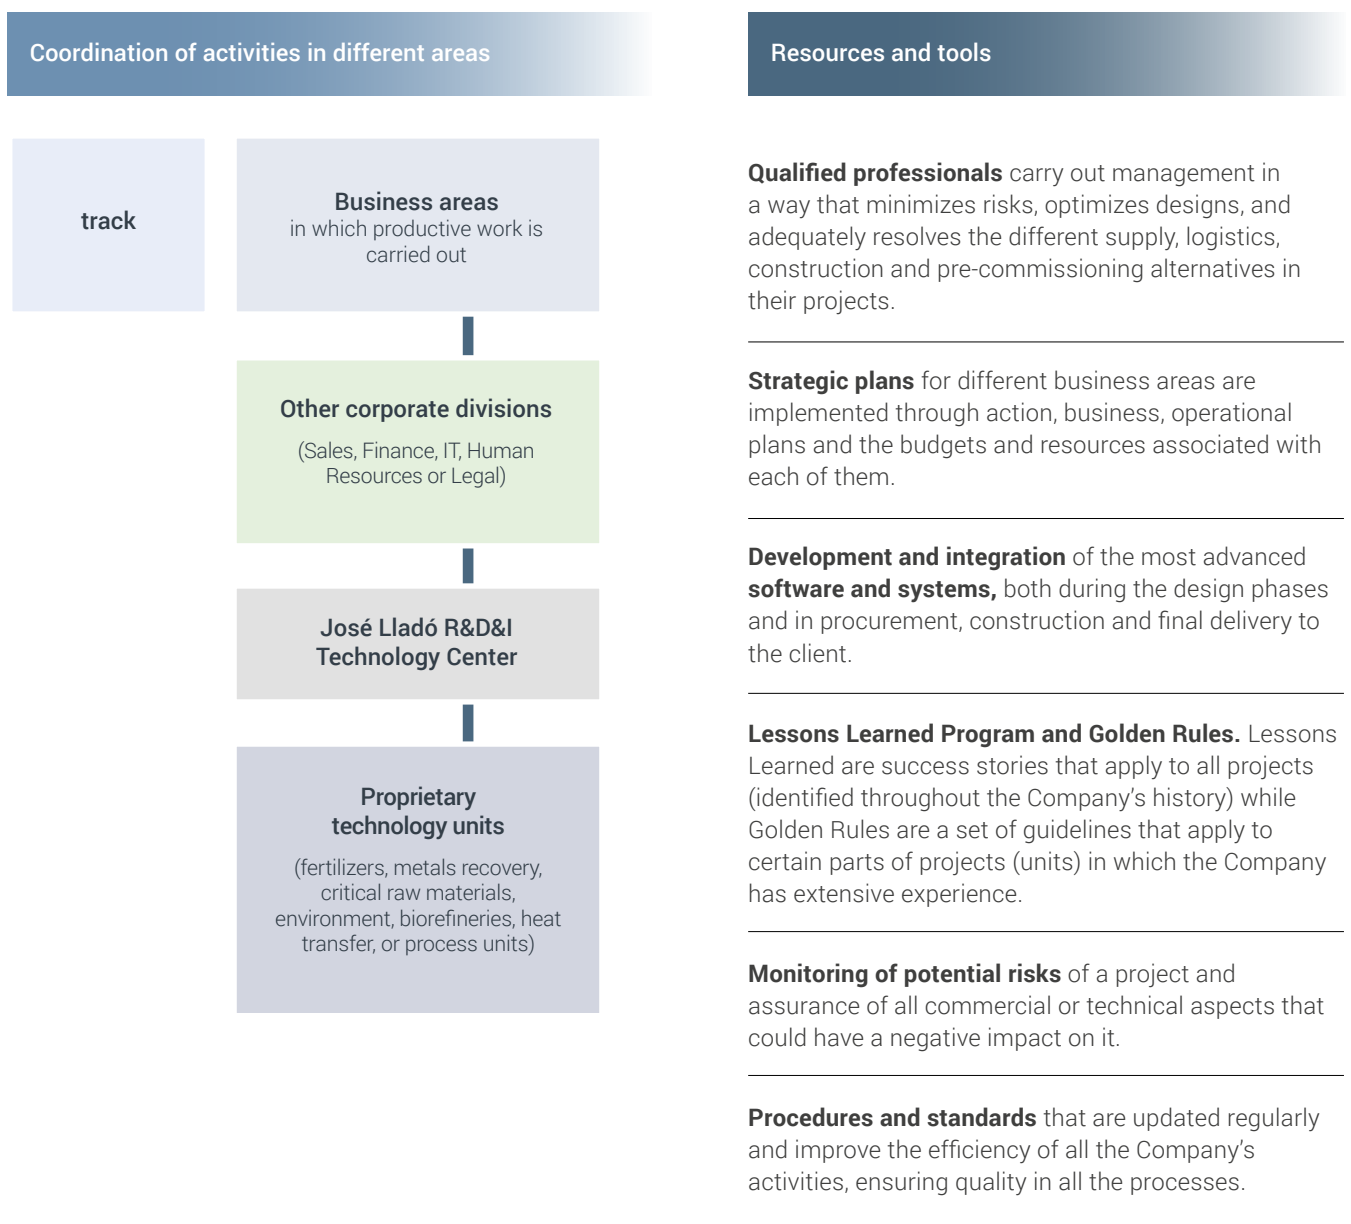 Coordination of activities in different areas
track
Business areas
in which productive work is
carried out
Other corporate divisions
(Sales, Finance, IT, Human
Resources or Legal)
José Lladó R&D&I
Technology Center
Proprietary
technology units
(fertilizers, metals recovery,
critical raw materials,
environment, biorefineries, heat
transfer, or process units)
Resources and tools
Qualified professionals carry out management in
a way that minimizes risks, optimizes designs, and
adequately resolves the different supply, logistics,
construction and pre-commissioning alternatives in
their projects.
Strategic plans for different business areas are
implemented through action, business, operational
plans and the budgets and resources associated with
each of them.
Development and integration of the most advanced
software and systems, both during the design phases
and in procurement, construction and final delivery to
the client.
Lessons Learned Program and Golden Rules. Lessons
Learned are success stories that apply to all projects
(identified throughout the Company's history) while
Golden Rules are a set of guidelines that apply to
certain parts of projects (units) in which the Company
has extensive experience.
Monitoring of potential risks of a project and
assurance of all commercial or technical aspects that
could have a negative impact on it.
Procedures and standards that are updated regularly
and improve the efficiency of all the Company's
activities, ensuring quality in all the processes.